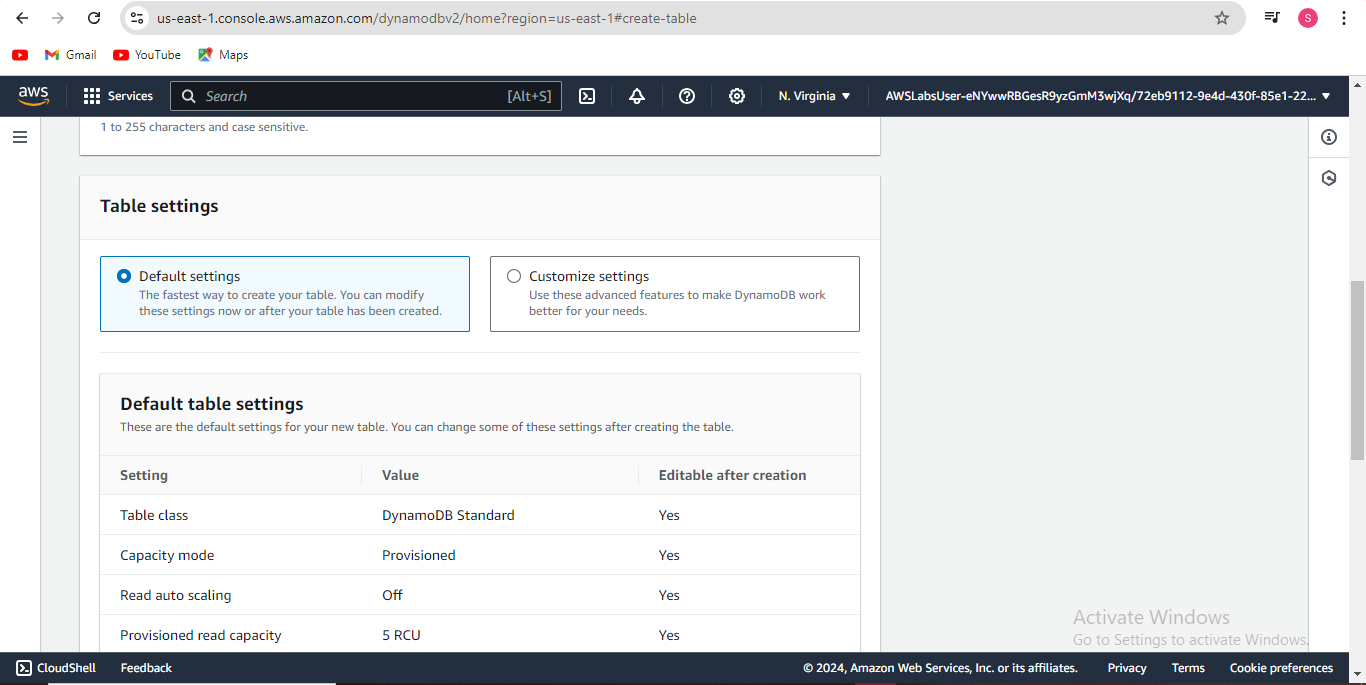 us-east-1.console.aws.amazon.com/dynamodbv2/home?region=us-east-1#create-table
S
Gmail
YouTube
Maps
aws
Services
Search
[Alt+S]
N. Virginia
AWSLabsUser-eNYwwRBGesR9yzGmM3wjXq/72eb9112-9e4d-430f-85e1-22...
1 to 255 characters and case sensitive.
Table settings
Default settings
The fastest way to create your table. You can modify
these settings now or after your table has been created.
Customize settings
Use these advanced features to make DynamoDB work
better for your needs.
Default table settings
These are the default settings for your new table. You can change some of these settings after creating the table.
Setting Value Editable after creation
Table class DynamoDB Standard Yes
Capacity mode Provisioned Yes
Read auto scaling Off Yes
Provisioned read capacity 5 RCU Yes
Activate Windows
Go to Settings to activate Windows.
CloudShell
Feedback
© 2024, Amazon Web Services, Inc. or its affiliates.
Privacy
Terms
Cookie preferences